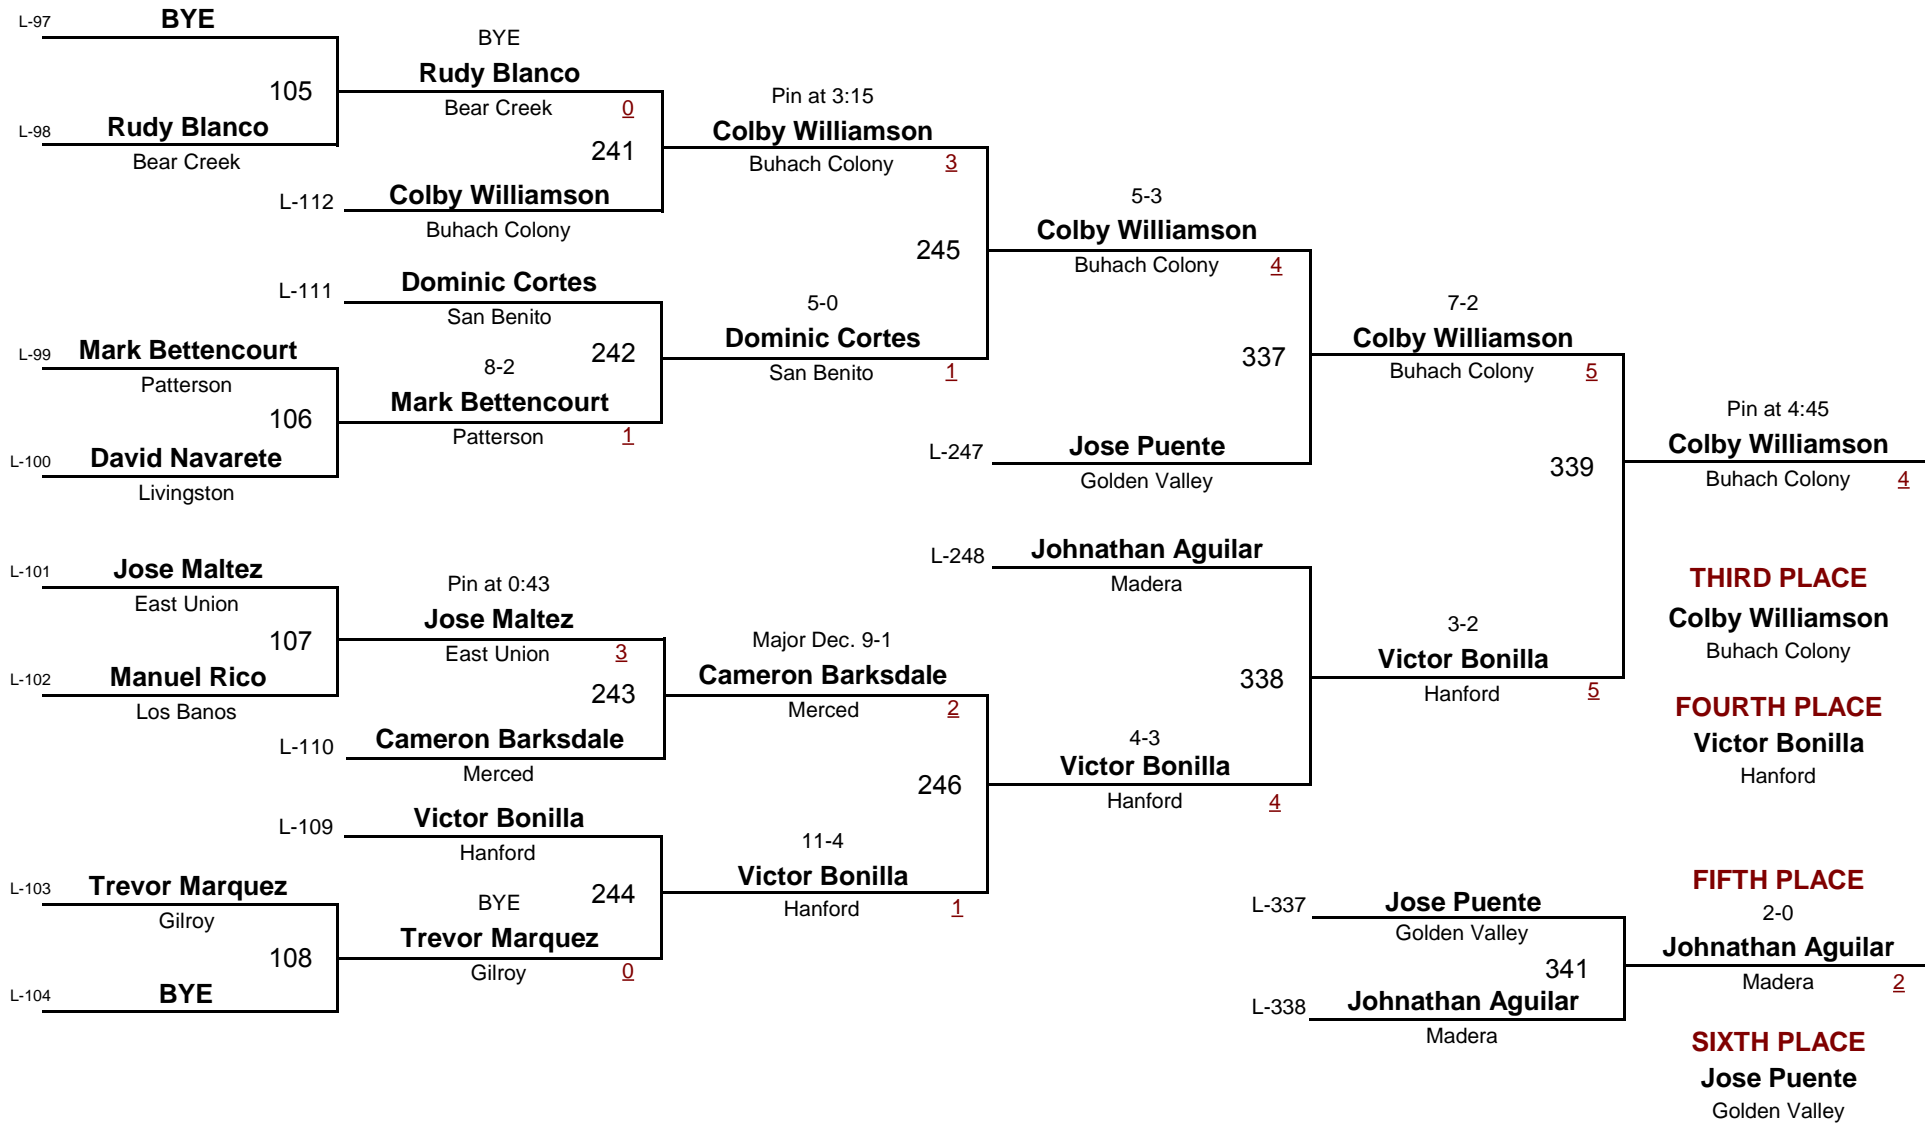 L-97
BYE
105
L-98
Rudy Blanco
Bear Creek
BYE
Rudy Blanco
Bear Creek
0
241
L-112
Colby Williamson
Buhach Colony
Pin at 3:15
Colby Williamson
Buhach Colony
3
L-111
Dominic Cortes
San Benito
242
L-99
Mark Bettencourt
Patterson
106
L-100
David Navarete
Livingston
8-2
Mark Bettencourt
Patterson
1
5-0
Dominic Cortes
San Benito
1
245
5-3
Colby Williamson
Buhach Colony
4
337
L-247
Jose Puente
Golden Valley
7-2
Colby Williamson
Buhach Colony
5
339
Pin at 4:45
Colby Williamson
Buhach Colony
4
L-101
Jose Maltez
East Union
107
L-102
Manuel Rico
Los Banos
Pin at 0:43
Jose Maltez
East Union
3
243
L-110
Cameron Barksdale
Merced
Major Dec. 9-1
Cameron Barksdale
Merced
2
246
L-109
Victor Bonilla
Hanford
244
L-103
Trevor Marquez
Gilroy
108
L-104
BYE
BYE
Trevor Marquez
Gilroy
0
11-4
Victor Bonilla
Hanford
1
L-248
Johnathan Aguilar
Madera
338
4-3
Victor Bonilla
Hanford
4
3-2
Victor Bonilla
Hanford
5
THIRD PLACE
Colby Williamson
Buhach Colony
FOURTH PLACE
Victor Bonilla
Hanford
L-337
Jose Puente
Golden Valley
341
L-338
Johnathan Aguilar
Madera
FIFTH PLACE
2-0
Johnathan Aguilar
Madera
2
SIXTH PLACE
Jose Puente
Golden Valley